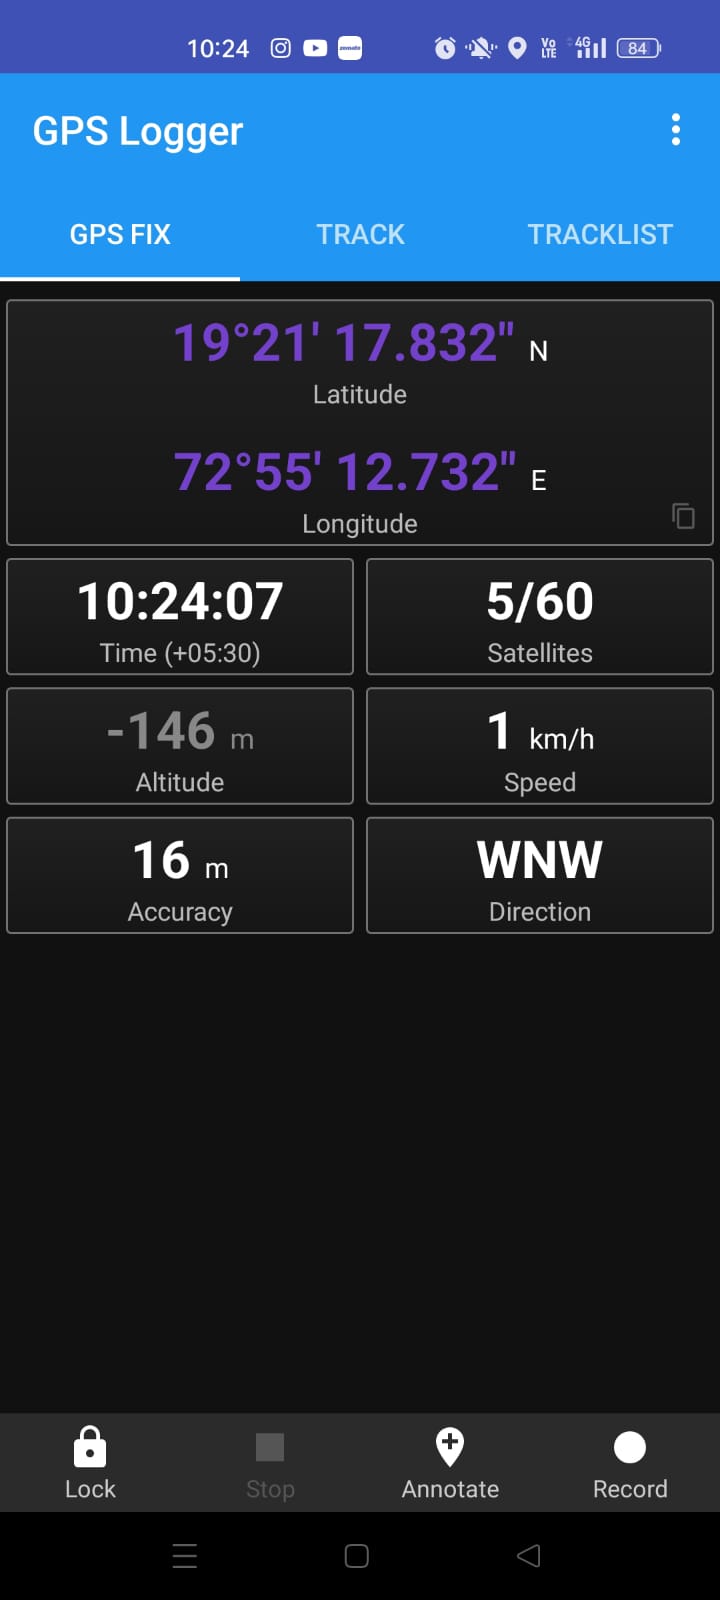 10:24 VoLTE 4G 84
GPS Logger
GPS FIX TRACK TRACKLIST
19°21' 17.832" N
Latitude
72°55' 12.732" E
Longitude
10:24:07 5/60
Time (+05:30) Satellites
-146 m 1 km/h
Altitude Speed
16 m WNW
Accuracy Direction
Lock Stop Annotate Record